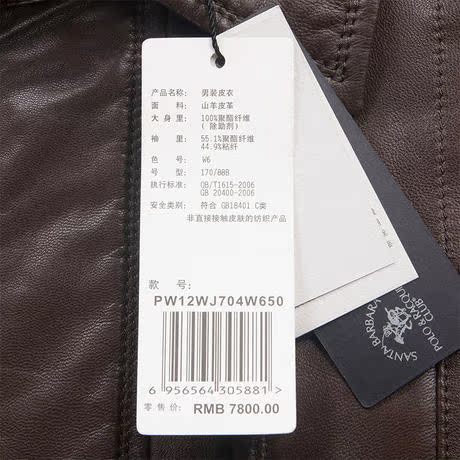 产品名称: 男装皮衣
面 料: 山羊皮革
大 身 里: 100%聚酯纤维
( 除助剂)
袖 里: 55.1%聚酯纤维
44.9%粘纤
色 号: W6
号 型: 170/88B
执行标准: QB/T1615-2006
GB 20400-2006
安全类别: 符合 GB18401 C类
非直接接触皮肤的纺织产品
款 号:
PW12WJ704W650
6 956564 305881>
零售价: RMB 7800.00
SANTA BARBARA
POLO & RACQUET
CLUB